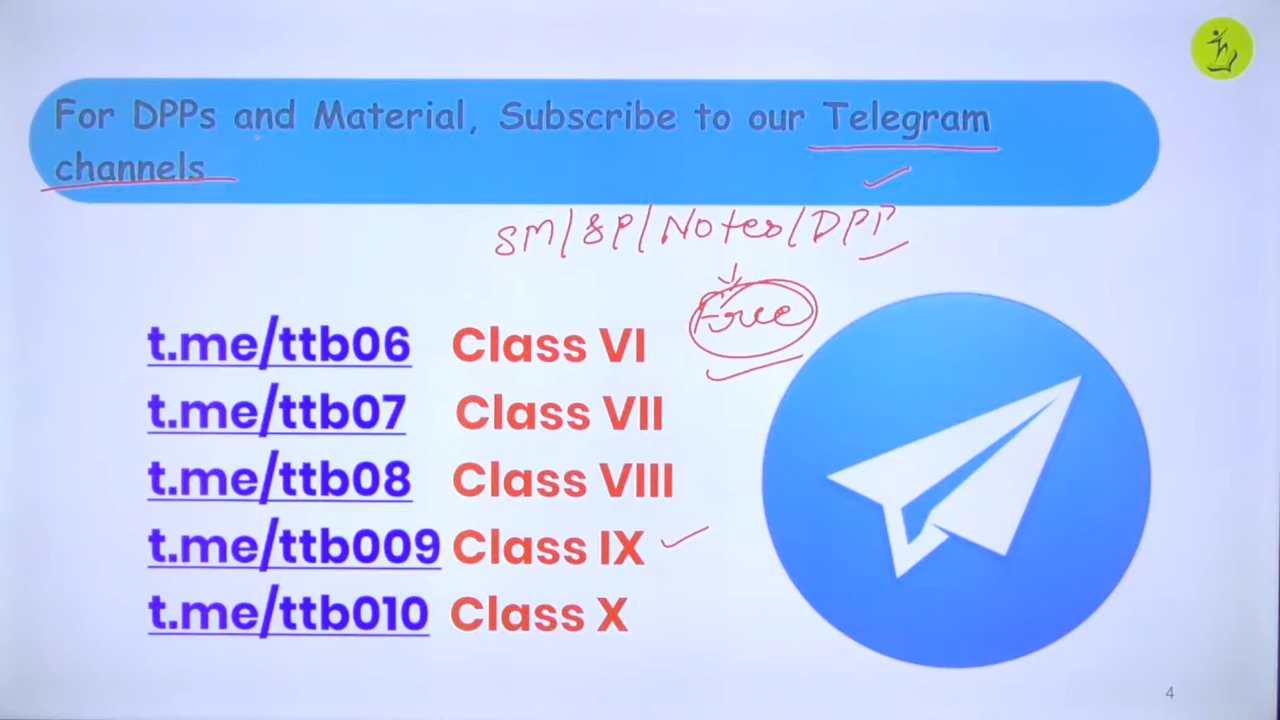 For DPPs and Material, Subscribe to our Telegram
channels
SM/SP/Notes/DPP
Free
t.me/ttb06 Class VI
t.me/ttb07 Class VII
t.me/ttb08 Class VIII
t.me/ttb009 Class IX
t.me/ttb010 Class X
4